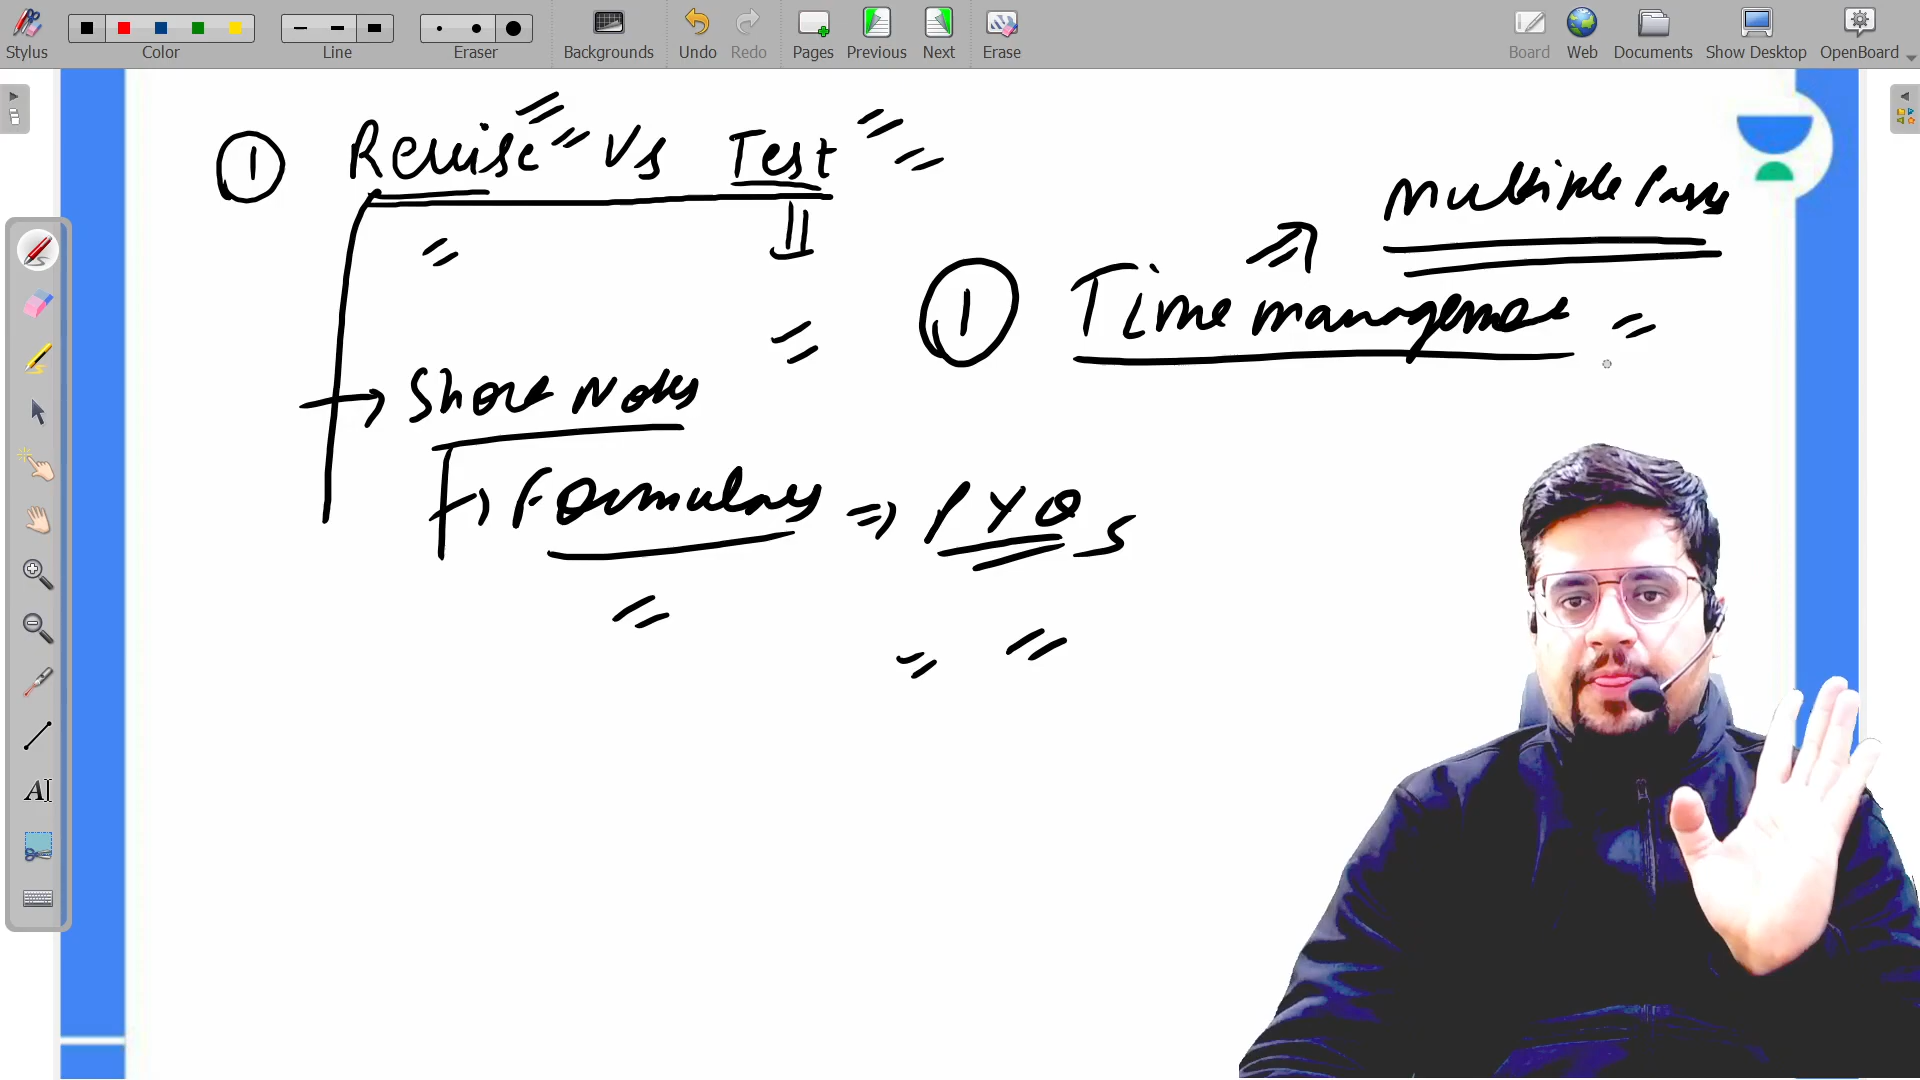 Stylus Color Line Eraser Backgrounds Undo Redo Pages Previous Next Erase Board Web Documents Show Desktop OpenBoard
① Revise Vs Test
Multiple Pass
① Time management
→ Short Notes
→ Formulaes ⇒ PYQs